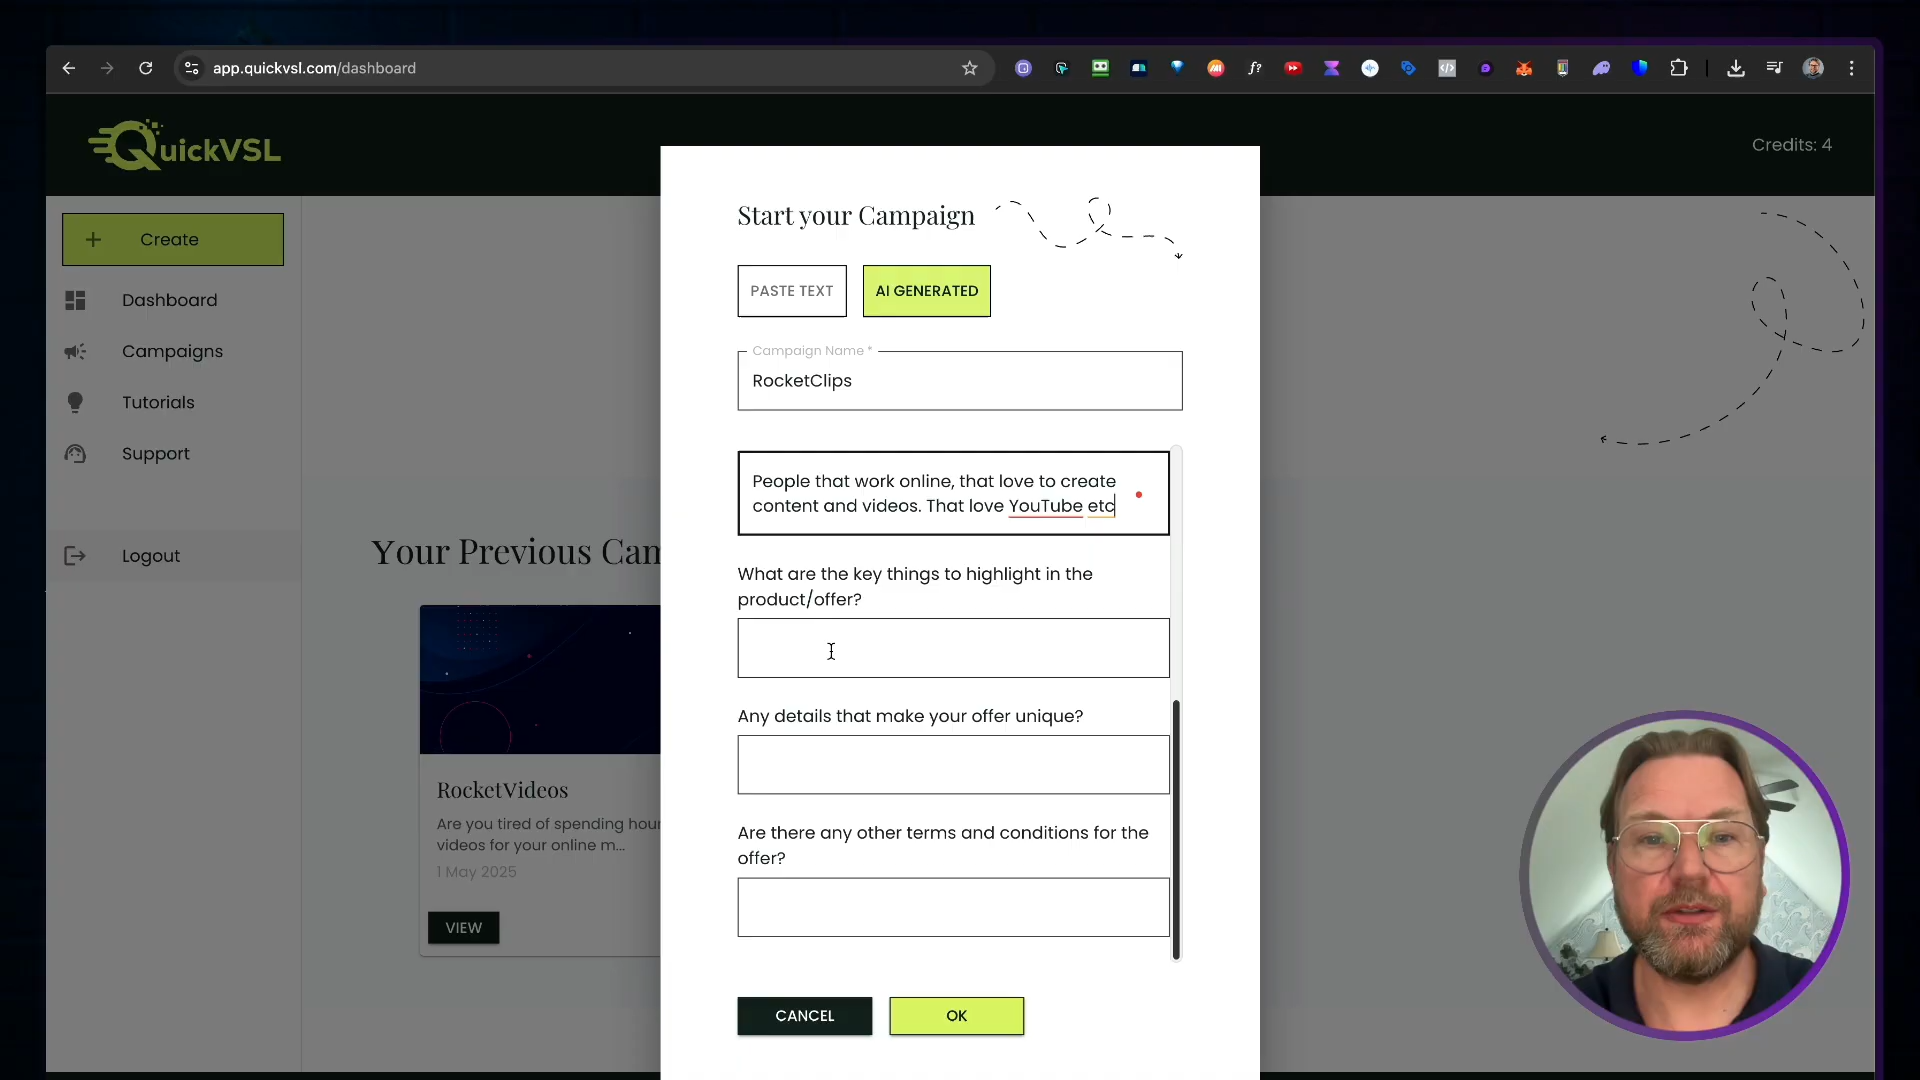 app.quickvsl.com/dashboard
QuickVSL
Credits: 4
Create
Dashboard
Campaigns
Tutorials
Support
Logout
Your Previous Cam
RocketVideos
Are you tired of spending hour
videos for your online m...
1 May 2025
VIEW
Start your Campaign
PASTE TEXT
AI GENERATED
Campaign Name *
RocketClips
People that work online, that love to create
content and videos. That love YouTube etc
What are the key things to highlight in the
product/offer?
Any details that make your offer unique?
Are there any other terms and conditions for the
offer?
CANCEL
OK